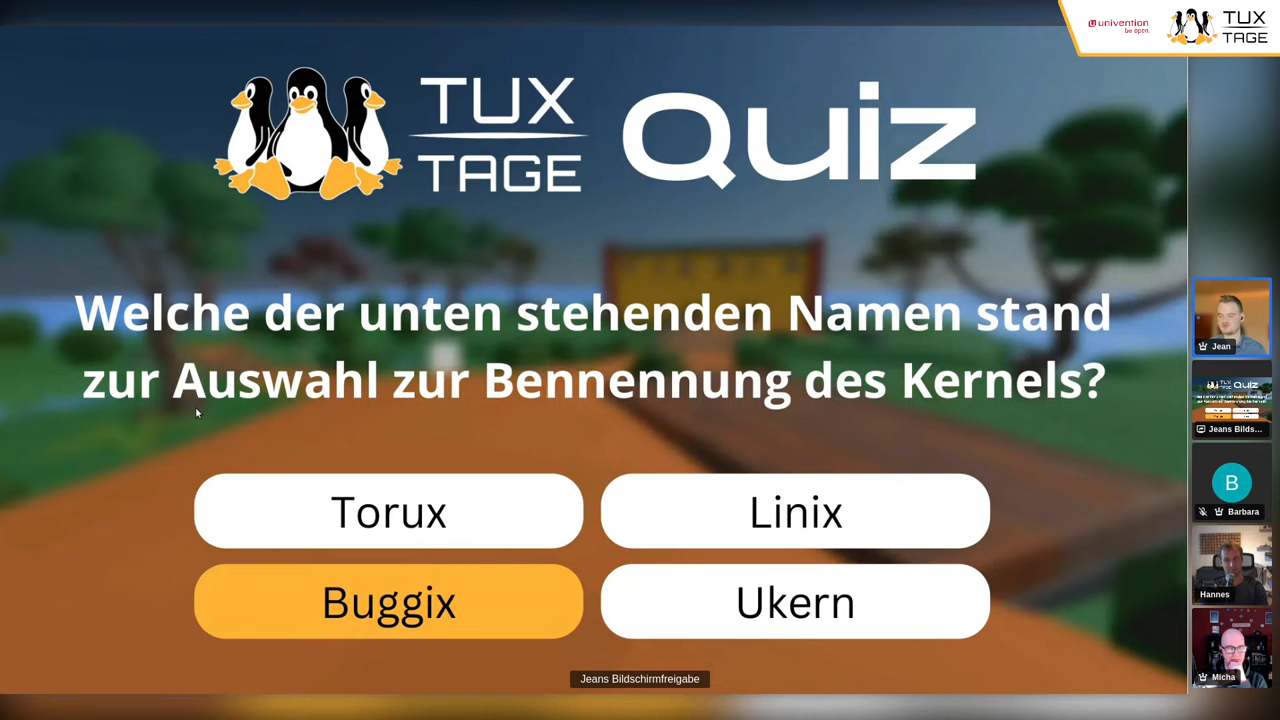 univention
be open.
TUX
TAGE
TUX
TAGE
Quiz
Welche der unten stehenden Namen stand
zur Auswahl zur Bennennung des Kernels?
Torux
Linix
Buggix
Ukern
Jeans Bildschirmfreigabe
Jean
Quiz
Jeans Bilds...
B
Barbara
Hannes
Micha